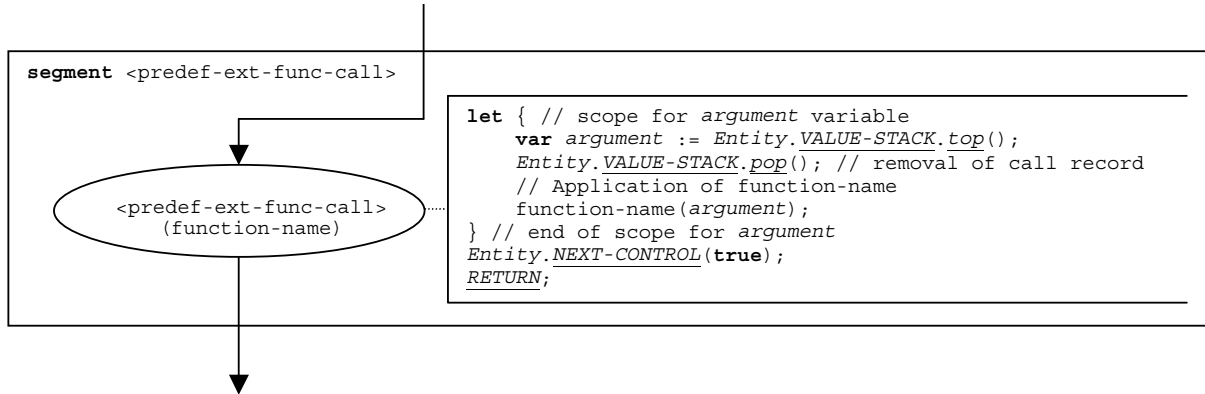 segment <predef-ext-func-call>
let { // scope for argument variable
var argument := Entity.VALUE-STACK.top();
Entity.VALUE-STACK.pop(); // removal of call record
// Application of function-name
function-name(argument);
} // end of scope for argument
Entity.NEXT-CONTROL(true);
RETURN;
<predef-ext-func-call>
(function-name)